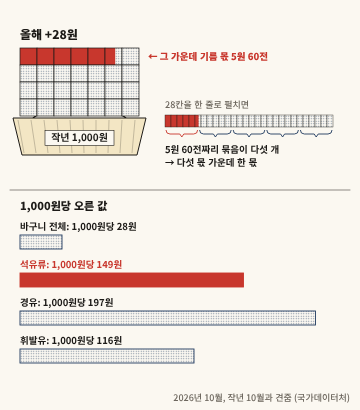 올해 +28원
← 그 가운데 기름 몫 5원 60전
작년 1,000원
28칸을 한 줄로 펼치면
5원 60전짜리 묶음이 다섯 개
→ 다섯 몫 가운데 한 몫
1,000원당 오른 값
바구니 전체: 1,000원당 28원
석유류: 1,000원당 149원
경유: 1,000원당 197원
휘발유: 1,000원당 116원
2026년 10월, 작년 10월과 견줌 (국가데이터처)